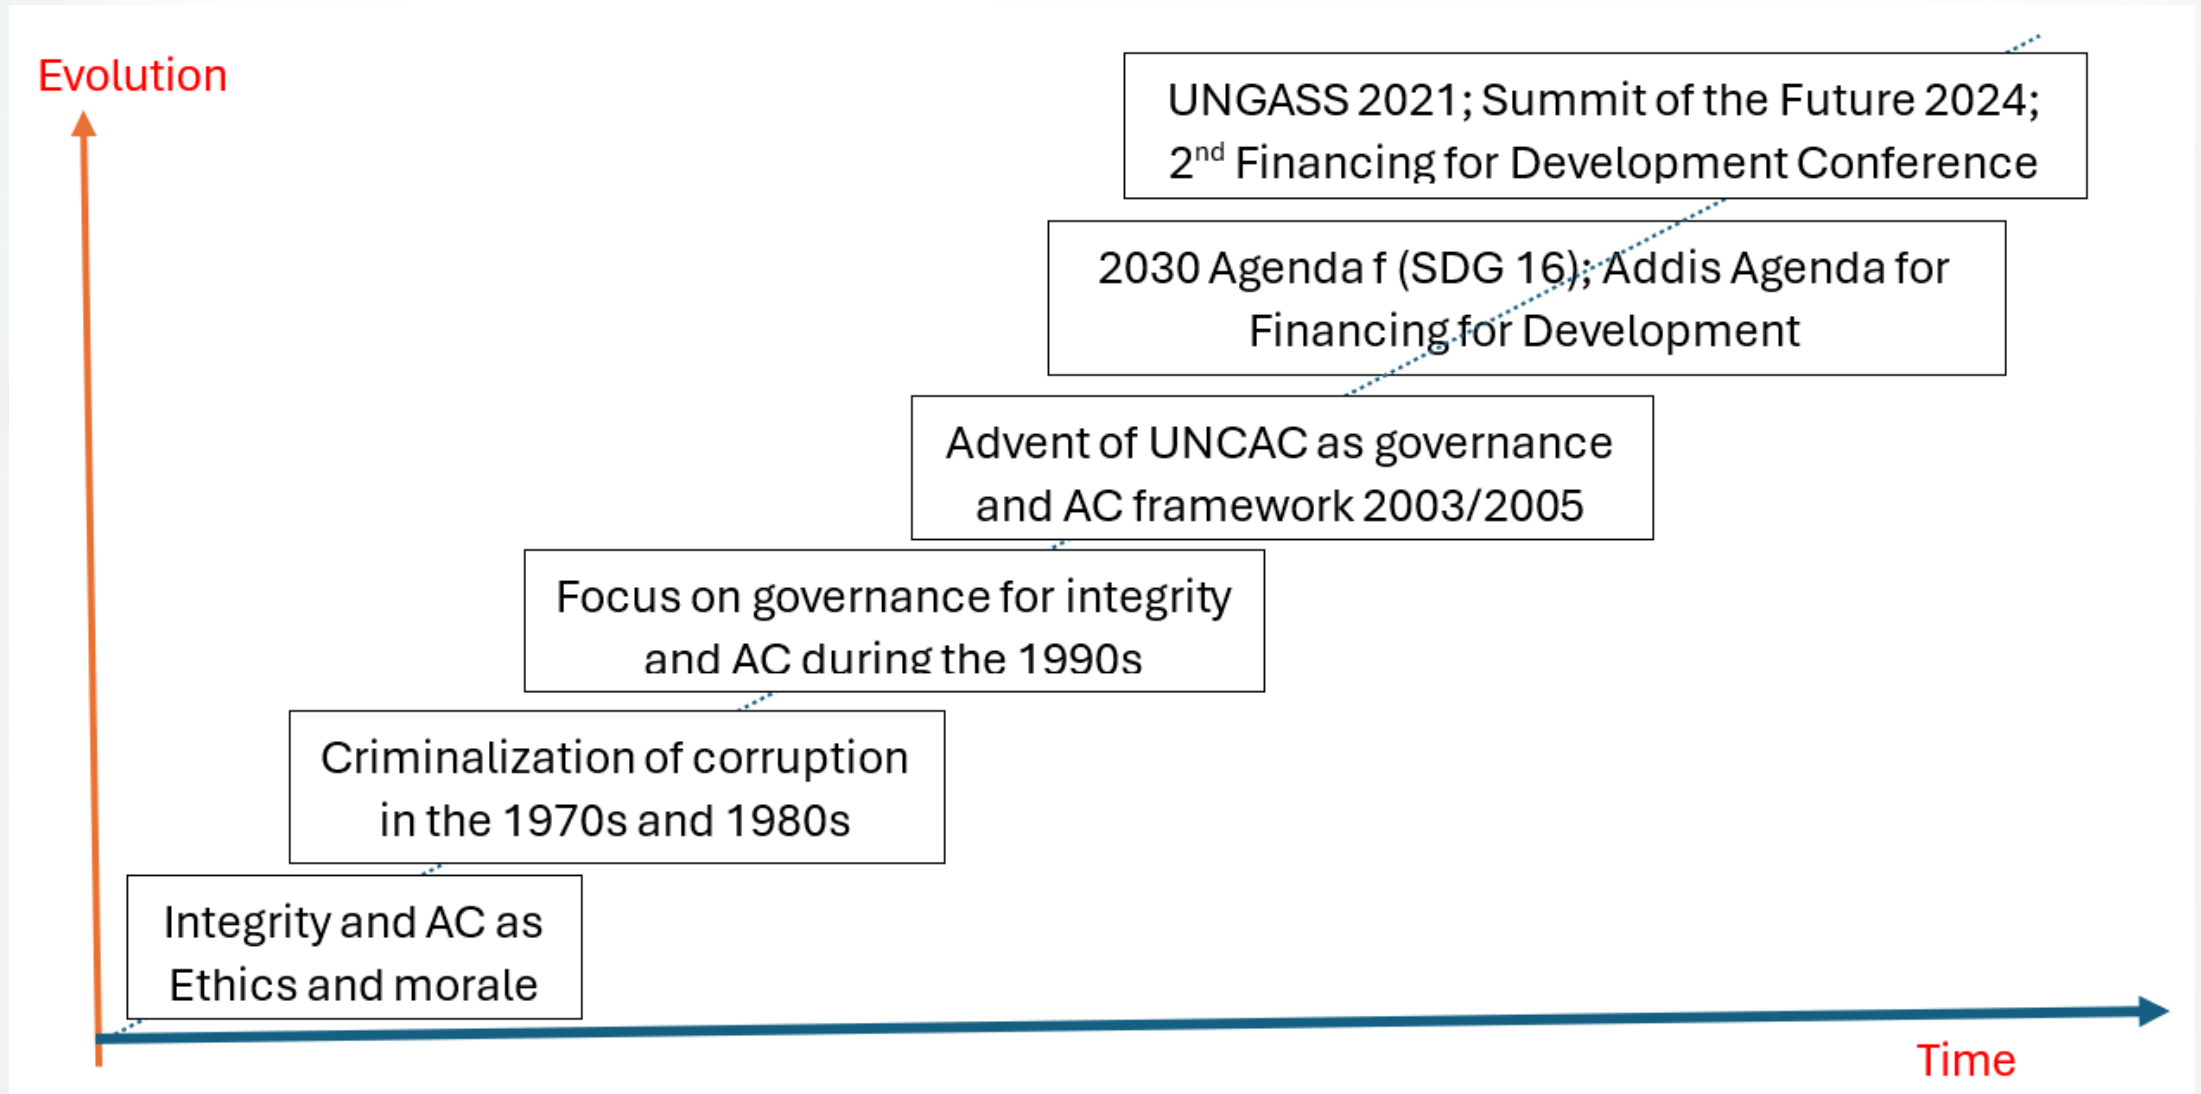 Evolution
UNGASS 2021; Summit of the Future 2024;
2nd Financing for Development Conference
2030 Agenda f (SDG 16); Addis Agenda for
Financing for Development
Advent of UNCAC as governance
and AC framework 2003/2005
Focus on governance for integrity
and AC during the 1990s
Criminalization of corruption
in the 1970s and 1980s
Integrity and AC as
Ethics and morale
Time